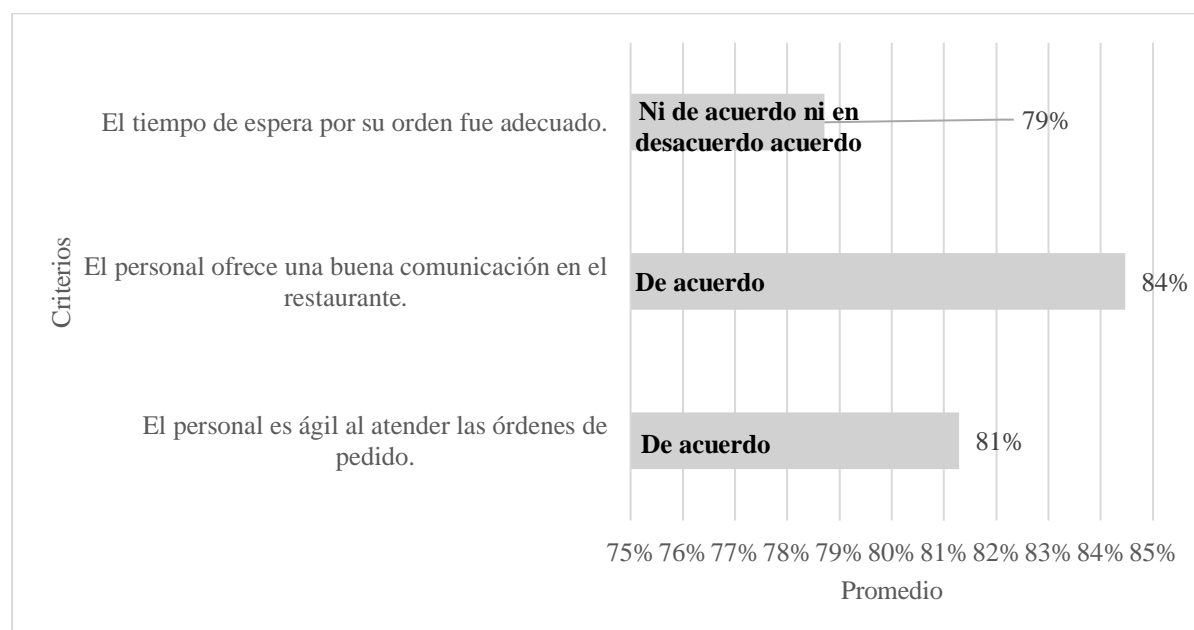 El tiempo de espera por su orden fue adecuado.
Ni de acuerdo ni en
desacuerdo acuerdo
79%
Criterios
El personal ofrece una buena comunicación en el
restaurante.
De acuerdo
84%
El personal es ágil al atender las órdenes de
pedido.
De acuerdo
81%
75% 76% 77% 78% 79% 80% 81% 82% 83% 84% 85%
Promedio